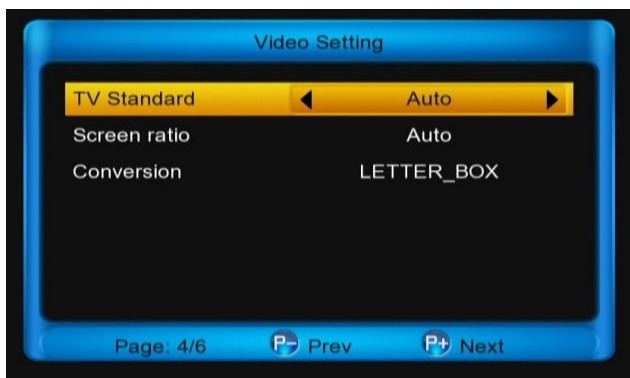 Video Setting
TV Standard Auto
Screen ratio Auto
Conversion LETTER_BOX
Page: 4/6 P- Prev P+ Next